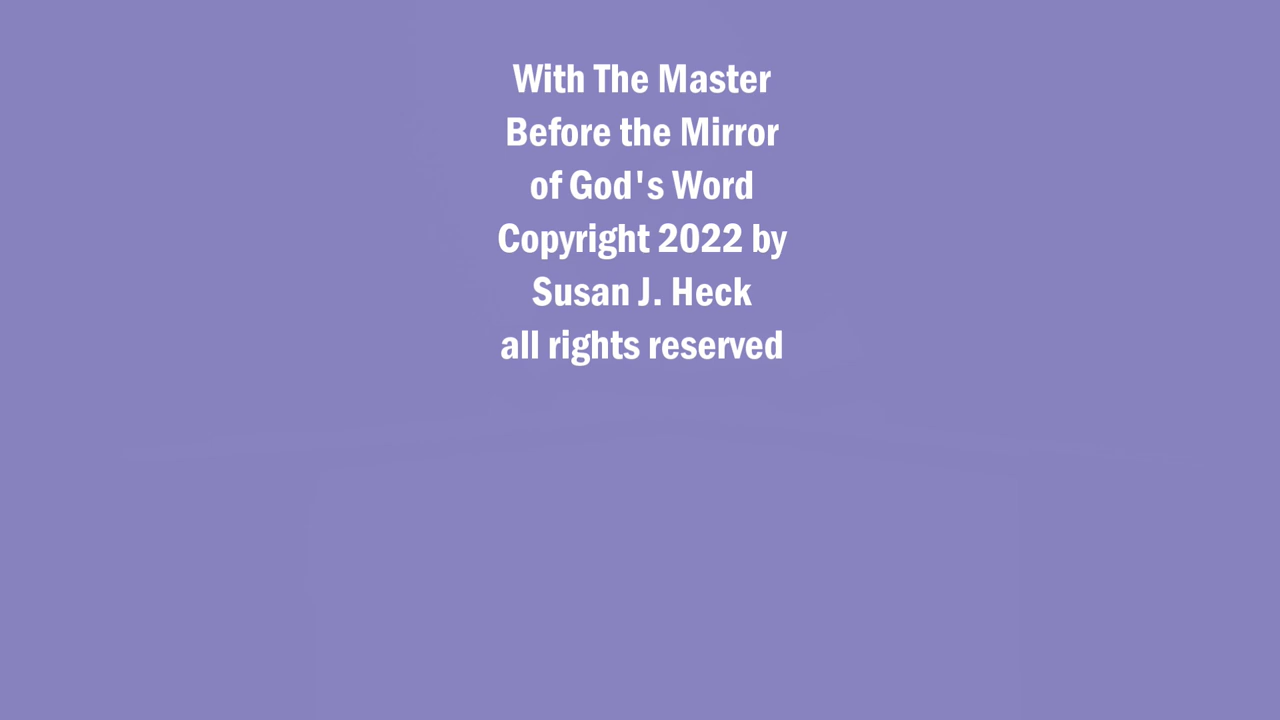 With The Master
Before the Mirror
of God's Word
Copyright 2022 by
Susan J. Heck
all rights reserved